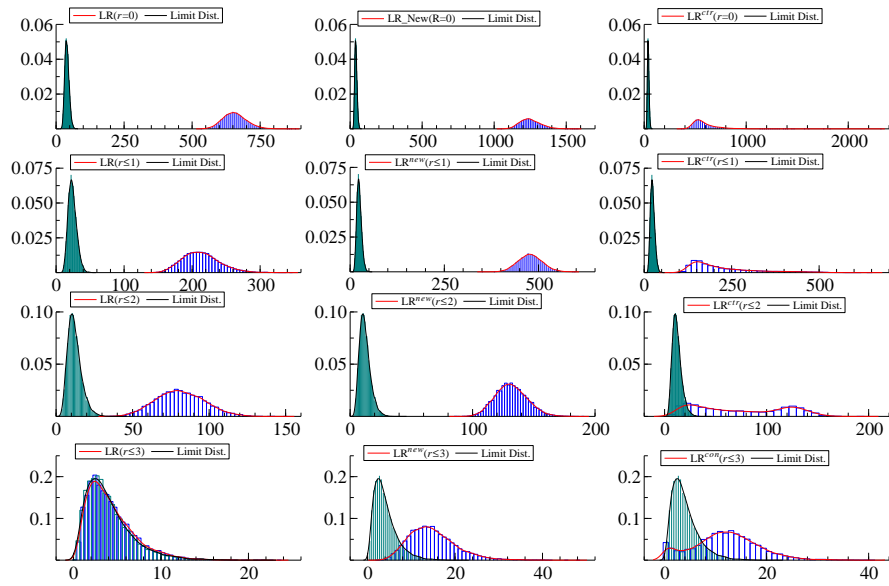 LR(r=0) Limit Dist. LR_New(R=0) Limit Dist. LR^ctr(r=0) Limit Dist.
0.06 0.06 0.06
0.04 0.04 0.04
0.02 0.02 0.02
0 250 500 750 0 500 1000 1500 0 1000 2000
LR(r≤1) Limit Dist. LR^new(r≤1) Limit Dist. LR^ctr(r≤1) Limit Dist.
0.075 0.075 0.075
0.050 0.050 0.050
0.025 0.025 0.025
0 100 200 300 0 250 500 0 250 500
LR(r≤2) Limit Dist. LR^new(r≤2) Limit Dist. LR^ctr(r≤2 Limit Dist.
0.10 0.10 0.10
0.05 0.05 0.05
0 50 100 150 0 100 200 0 100 200
LR(r≤3) Limit Dist. LR^new(r≤3) Limit Dist. LR^con(r≤3) Limit Dist.
0.2 0.2 0.2
0.1 0.1 0.1
0 10 20 0 20 40 0 20 40